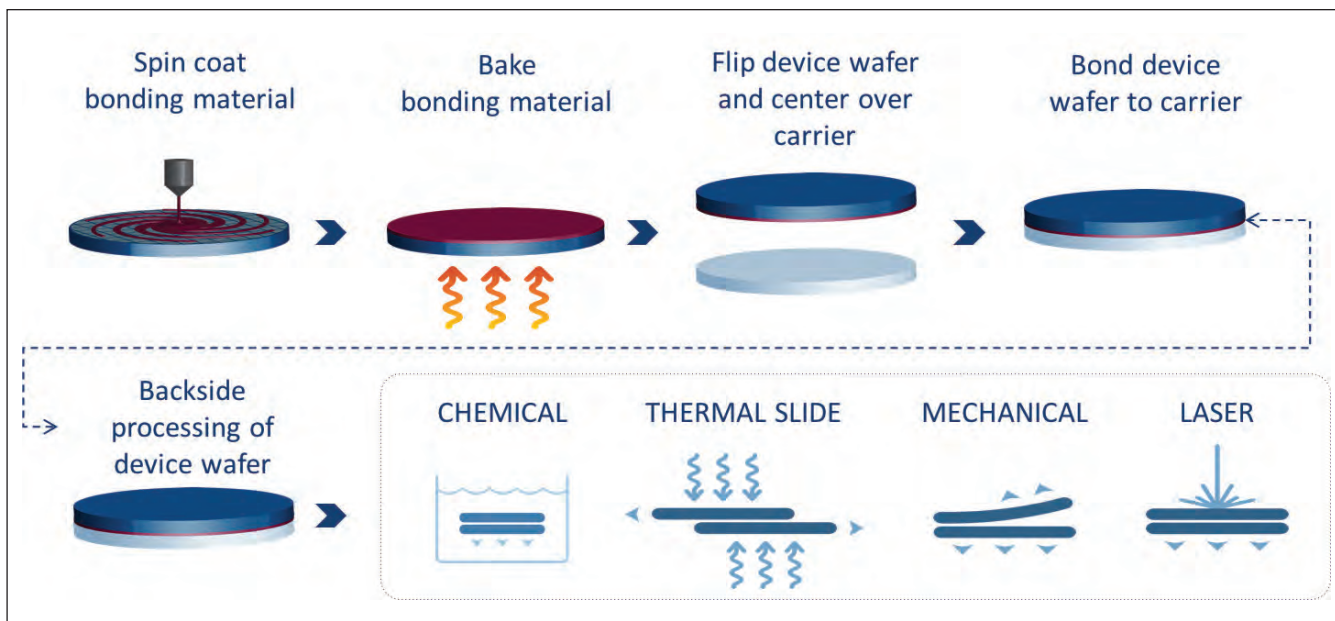 Spin coat
bonding material
Bake
bonding material
Flip device wafer
and center over
carrier
Bond device
wafer to carrier
Backside
processing of
device wafer
CHEMICAL
THERMAL SLIDE
MECHANICAL
LASER